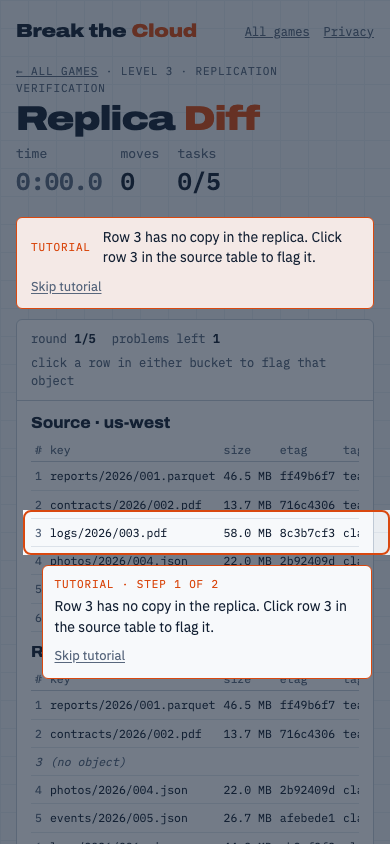 Break the Cloud
All games Privacy
← ALL GAMES · LEVEL 3 · REPLICATION
VERIFICATION
Replica Diff
time moves tasks
0:00.0 0 0/5
TUTORIAL Row 3 has no copy in the replica. Click
row 3 in the source table to flag it.
Skip tutorial
round 1/5 problems left 1
click a row in either bucket to flag that
object
Source · us-west
# key size etag
1 reports/2026/001.parquet 46.5 MB ff49b6f7
2 contracts/2026/002.pdf 13.7 MB 716c4306
3 logs/2026/003.pdf 58.0 MB 8c3b7cf3
4 photos/2026/004.json 22.0 MB 2b92409d
5
6
TUTORIAL · STEP 1 OF 2
Row 3 has no copy in the replica. Click row 3 in
the source table to flag it.
Skip tutorial
# key size etag
1 reports/2026/001.parquet 46.5 MB ff49b6f7
2 contracts/2026/002.pdf 13.7 MB 716c4306
3 (no object)
4 photos/2026/004.json 22.0 MB 2b92409d
5 events/2026/005.json 26.7 MB afebede1